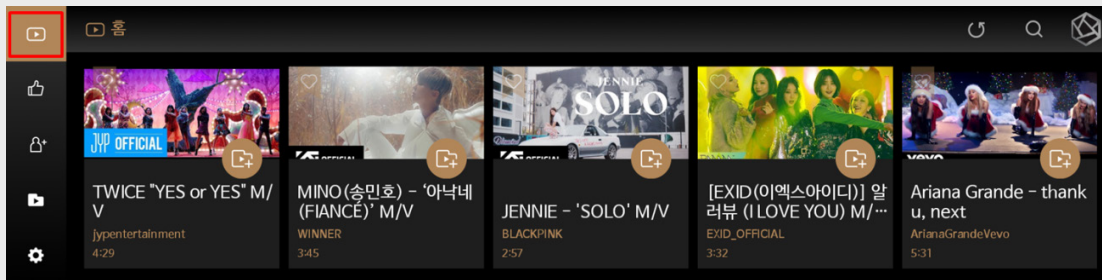 홈
JYP OFFICIAL
JENNIE
SOLO
OFFICIAL
vevo
TWICE "YES or YES" M/
V
jypentertainment
4:29
MINO(송민호) - '아낙네
(FIANCÉ)' M/V
WINNER
3:45
JENNIE - 'SOLO' M/V
BLACKPINK
2:57
[EXID(이엑스아이디)] 알
러뷰 (I LOVE YOU) M/⋯
EXID_OFFICIAL
3:32
Ariana Grande - thank
u, next
ArianaGrandeVevo
5:31